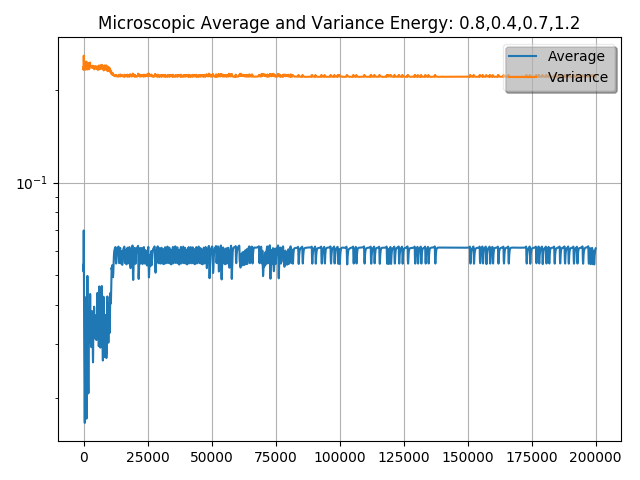 Microscopic Average and Variance Energy: 0.8,0.4,0.7,1.2
Average
Variance
10⁻¹
0 25000 50000 75000 100000 125000 150000 175000 200000